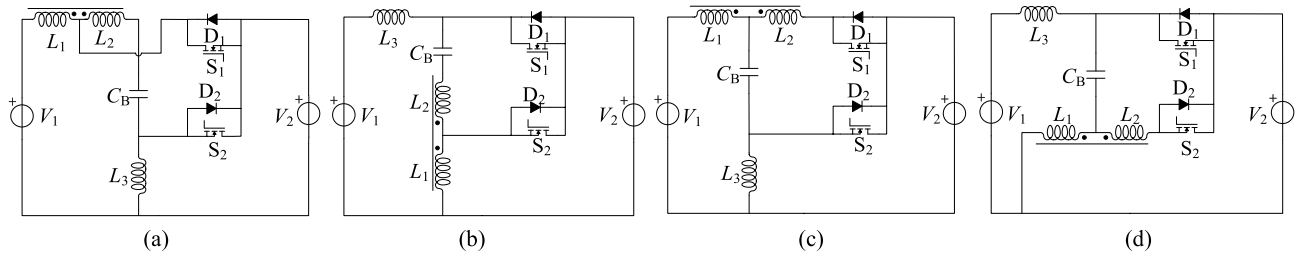 L1 L2 D1 S1 CB D2 S2 L3 + V1 + V2
(a)
L3 D1 S1 CB L2 D2 S2 L1 + V1 + V2
(b)
L1 L2 D1 S1 CB D2 S2 L3 + V1 + V2
(c)
L3 D1 S1 CB D2 S2 L1 L2 + V1 + V2
(d)